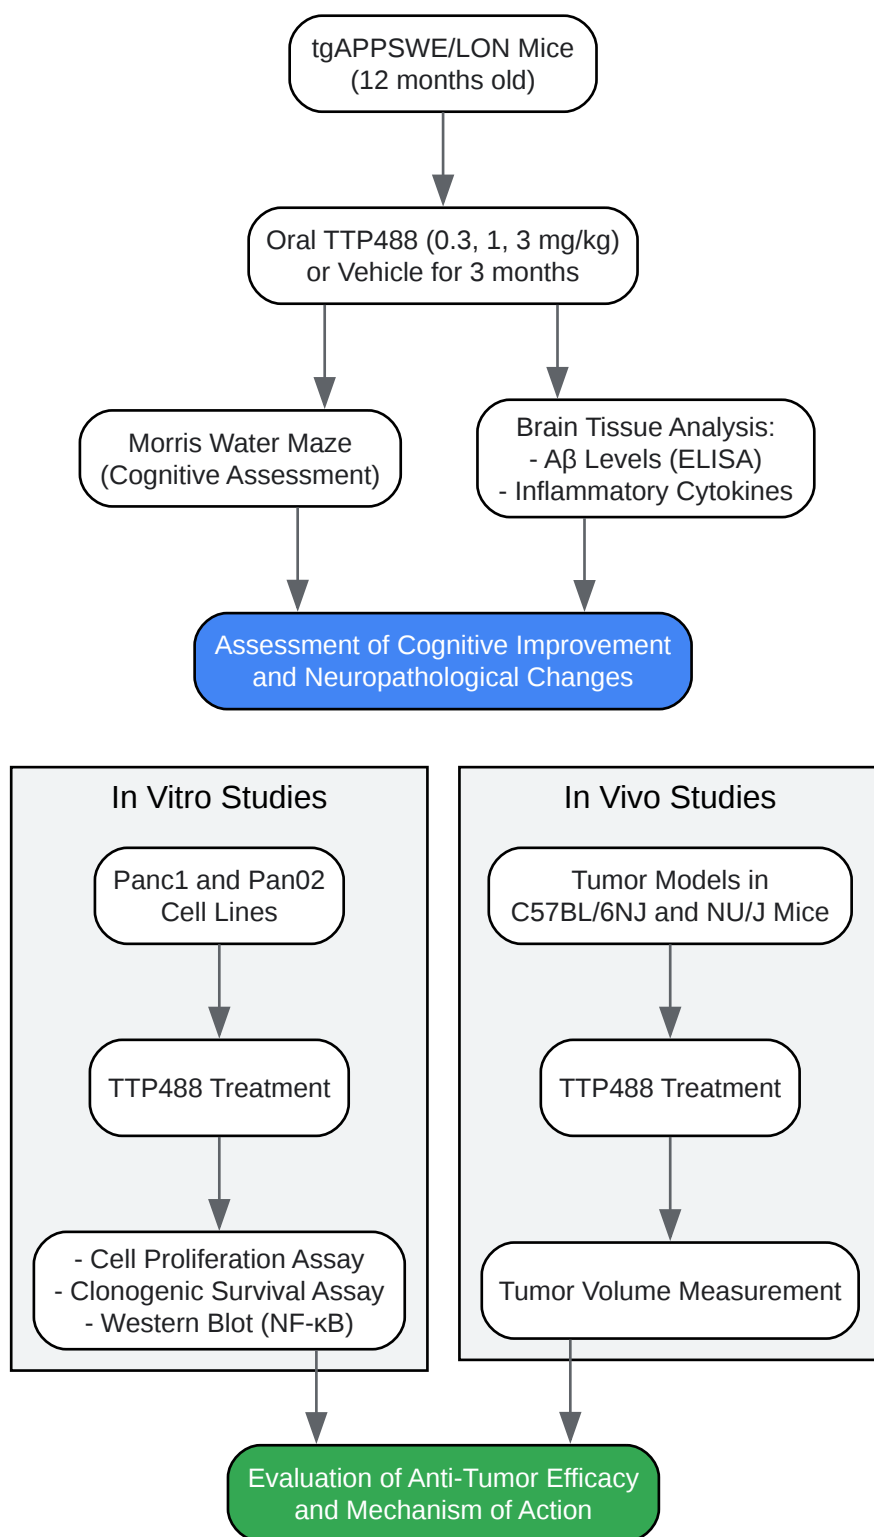 tgAPPSWE/LON Mice
(12 months old)
Oral TTP488 (0.3, 1, 3 mg/kg)
or Vehicle for 3 months
Morris Water Maze
(Cognitive Assessment)
Brain Tissue Analysis:
- Aβ Levels (ELISA)
- Inflammatory Cytokines
Assessment of Cognitive Improvement
and Neuropathological Changes
In Vitro Studies
Panc1 and Pan02
Cell Lines
TTP488 Treatment
- Cell Proliferation Assay
- Clonogenic Survival Assay
- Western Blot (NF-κB)
In Vivo Studies
Tumor Models in
C57BL/6NJ and NU/J Mice
TTP488 Treatment
Tumor Volume Measurement
Evaluation of Anti-Tumor Efficacy
and Mechanism of Action